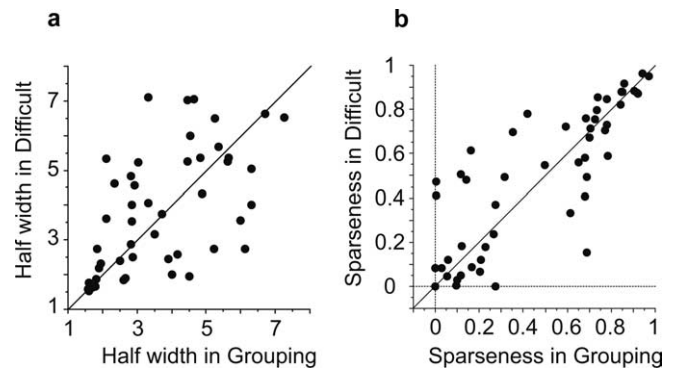 a
Half width in Difficult
7
5
3
1
1 3 5 7
Half width in Grouping
b
Sparseness in Difficult
1
0.8
0.6
0.4
0.2
0
0 0.2 0.4 0.6 0.8 1
Sparseness in Grouping